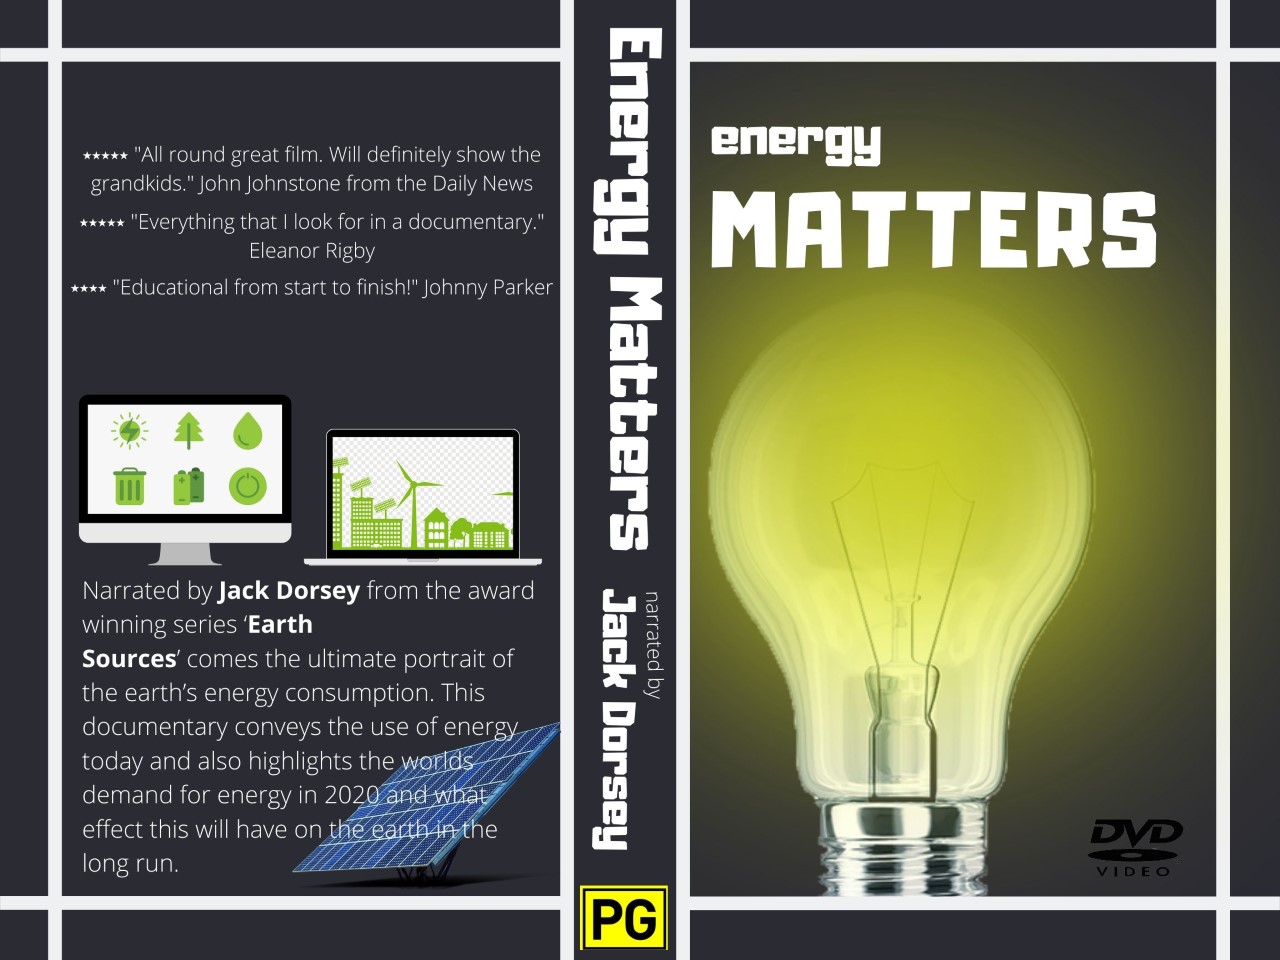 ★★★★★ "All round great film. Will definitely show the
grandkids." John Johnstone from the Daily News
★★★★★ "Everything that I look for in a documentary."
Eleanor Rigby
★★★★ "Educational from start to finish!" Johnny Parker
Narrated by Jack Dorsey from the award
winning series ‘Earth
Sources’ comes the ultimate portrait of
the earth’s energy consumption. This
documentary conveys the use of energy
today and also highlights the worlds
demand for energy in 2020 and what
effect this will have on the earth in the
long run.
Energy Matters
narrated by
Jack Dorsey
PG
energy
MATTERS
DVD
VIDEO